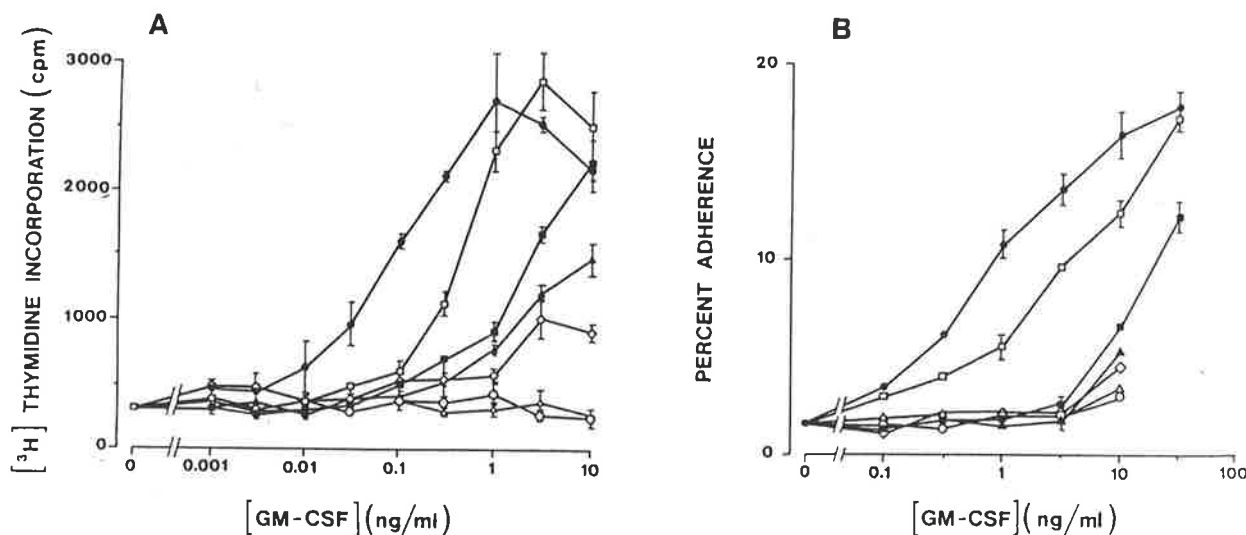 A
[³H] THYMIDINE INCORPORATION (cpm)
3000
2000
1000
0
0 0.001 0.01 0.1 1 10
[GM-CSF] (ng/ml)
B
PERCENT ADHERENCE
20
10
0
0 0.1 1 10 100
[GM-CSF] (ng/ml)